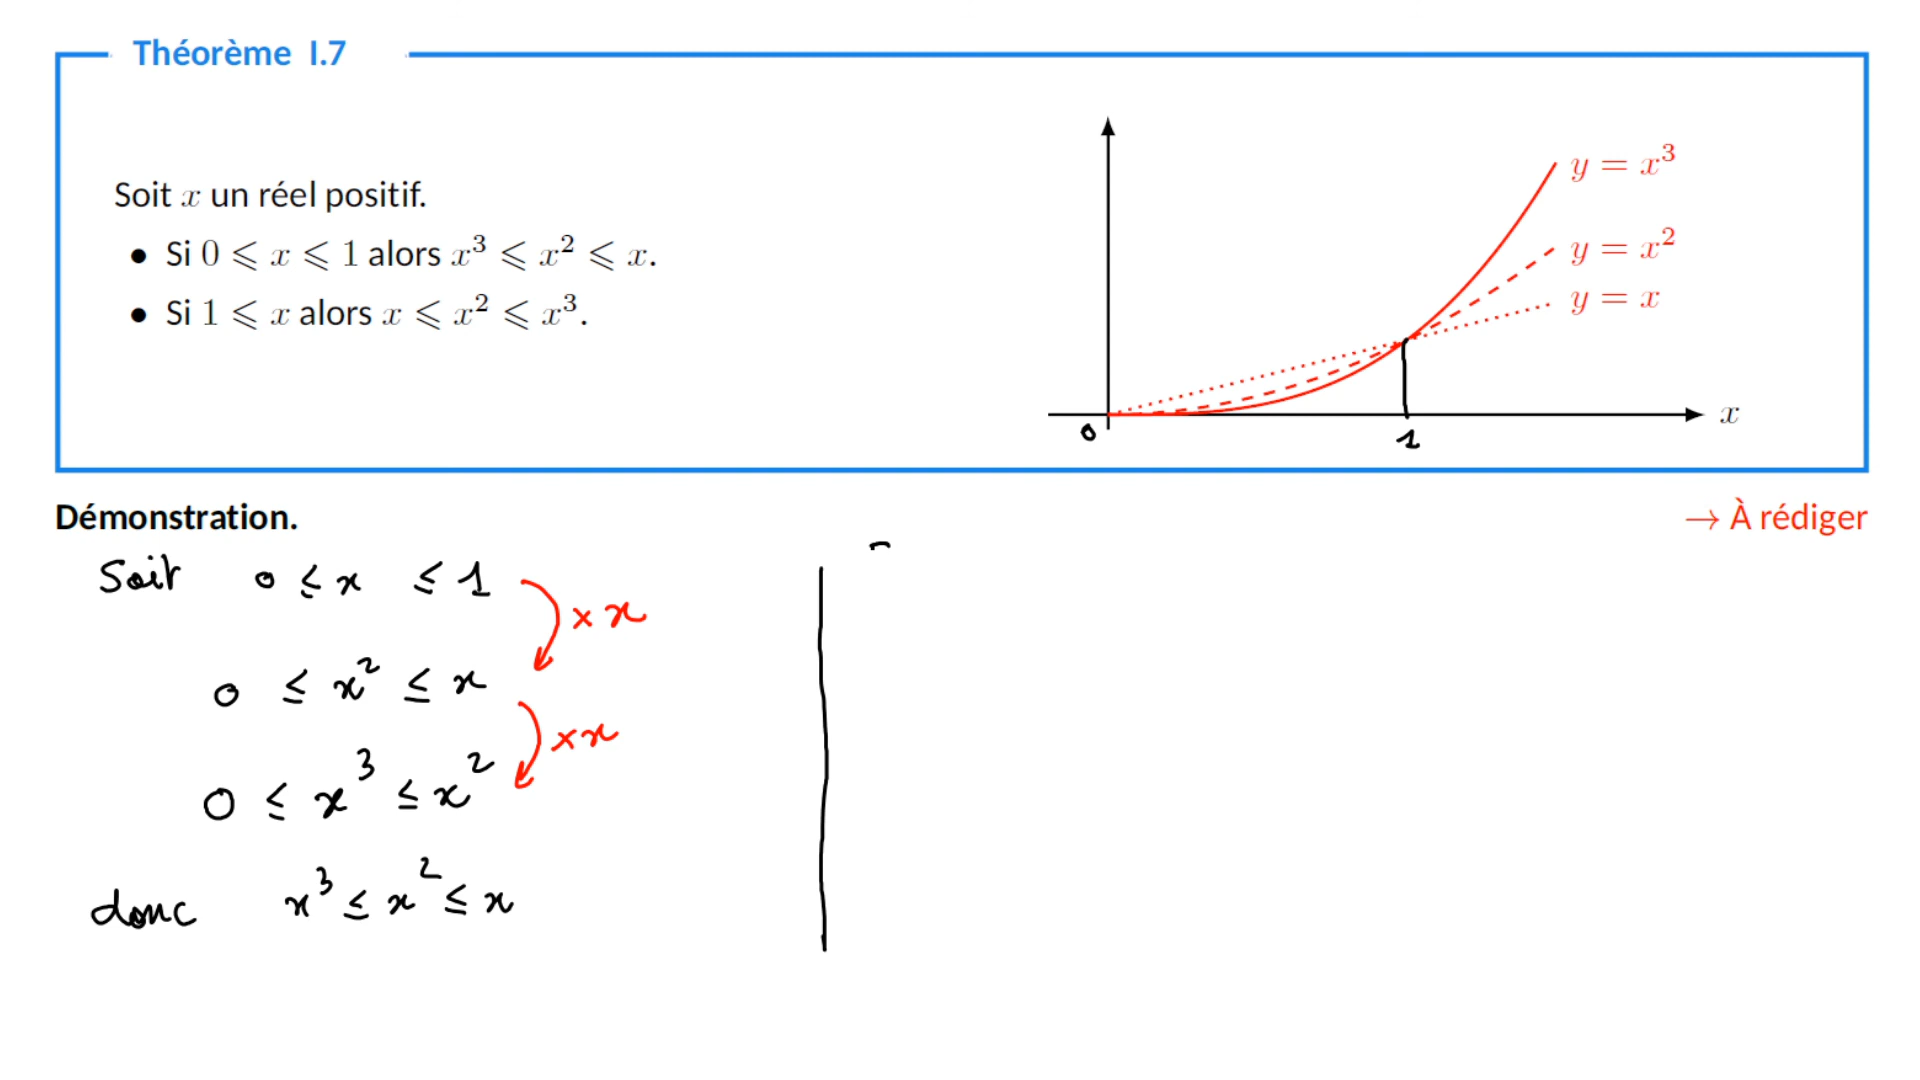 Théorème I.7
Soit x un réel positif.
• Si 0 ⩽ x ⩽ 1 alors x³ ⩽ x² ⩽ x.
• Si 1 ⩽ x alors x ⩽ x² ⩽ x³.
y = x³
y = x²
y = x
x
0
1
Démonstration.
→ À rédiger
Soit 0 ≤ x ≤ 1
× x
0 ≤ x² ≤ x
× x
0 ≤ x³ ≤ x²
donc x³ ≤ x² ≤ x